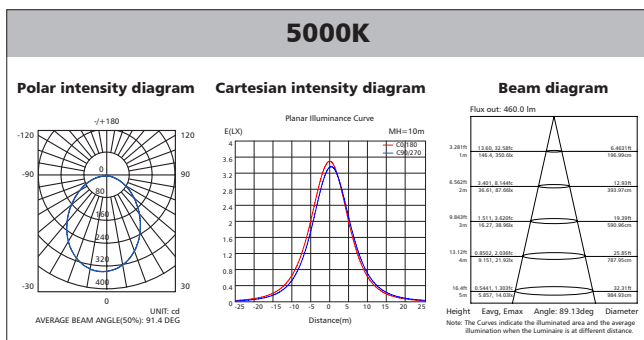 5000K
Polar intensity diagram
-/+180
-120
120
-90
90
0
80
160
240
320
400
-30
30
0
UNIT: cd
AVERAGE BEAM ANGLE(50%): 91.4 DEG
Cartesian intensity diagram
Planar Illuminance Curve
E(LX)
MH=10m
C0/180
C90/270
4
3.6
3.2
2.8
2.4
2.0
1.6
1.2
0.8
0.4
0
-25 -20 -15 -10 -5 0 5 10 15 20 25
Distance(m)
Beam diagram
Flux out: 460.0 lm
3.281ft 13.60, 32.58fc 6.4631ft
1m 146.4, 350.6lx 196.99cm
6.562ft 3.401, 8.144fc 12.93ft
2m 36.61, 87.66lx 393.97cm
9.843ft 1.511, 3.620fc 19.39ft
3m 16.27, 38.96lx 590.96cm
13.12ft 0.8502, 2.036fc 25.85ft
4m 9.151, 21.92lx 787.95cm
16.4ft 0.5441, 1.303fc 32.31ft
5m 5.857, 14.03lx 984.93cm
Height Eavg, Emax Angle: 89.13deg Diameter
Note: The Curves indicate the illuminated area and the average
illumination when the Luminaire is at different distance.